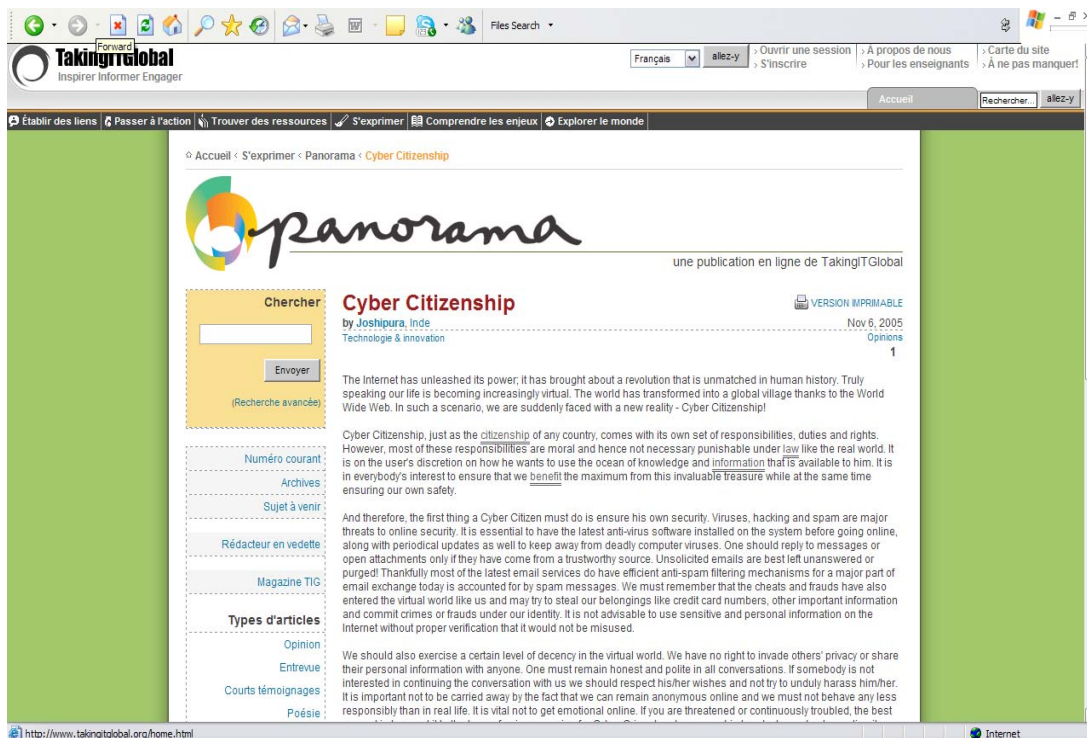 Files Search
Forward
TakingITGlobal
Inspirer Informer Engager
Français
allez-y
› Ouvrir une session
› S'inscrire
› À propos de nous
› Pour les enseignants
› Carte du site
› À ne pas manquer!
Accueil
Rechercher...
allez-y
Établir des liens Passer à l'action Trouver des ressources S'exprimer Comprendre les enjeux Explorer le monde
Accueil ‹ S'exprimer ‹ Panorama ‹ Cyber Citizenship
panorama
une publication en ligne de TakingITGlobal
Chercher
Envoyer
(Recherche avancée)
Numéro courant
Archives
Sujet à venir
Rédacteur en vedette
Magazine TIG
Types d'articles
Opinion
Entrevue
Courts témoignages
Poésie
Cyber Citizenship
VERSION IMPRIMABLE
by Joshipura, Inde
Nov 6, 2005
Technologie & innovation
Opinions
1
The Internet has unleashed its power; it has brought about a revolution that is unmatched in human history. Truly
speaking our life is becoming increasingly virtual. The world has transformed into a global village thanks to the World
Wide Web. In such a scenario, we are suddenly faced with a new reality - Cyber Citizenship!
Cyber Citizenship, just as the citizenship of any country, comes with its own set of responsibilities, duties and rights.
However, most of these responsibilities are moral and hence not necessary punishable under law like the real world. It
is on the user's discretion on how he wants to use the ocean of knowledge and information that is available to him. It is
in everybody's interest to ensure that we benefit the maximum from this invaluable treasure while at the same time
ensuring our own safety.
And therefore, the first thing a Cyber Citizen must do is ensure his own security. Viruses, hacking and spam are major
threats to online security. It is essential to have the latest anti-virus software installed on the system before going online,
along with periodical updates as well to keep away from deadly computer viruses. One should reply to messages or
open attachments only if they have come from a trustworthy source. Unsolicited emails are best left unanswered or
purged! Thankfully most of the latest email services do have efficient anti-spam filtering mechanisms for a major part of
email exchange today is accounted for by spam messages. We must remember that the cheats and frauds have also
entered the virtual world like us and may try to steal our belongings like credit card numbers, other important information
and commit crimes or frauds under our identity. It is not advisable to use sensitive and personal information on the
Internet without proper verification that it would not be misused.
We should also exercise a certain level of decency in the virtual world. We have no right to invade others' privacy or share
their personal information with anyone. One must remain honest and polite in all conversations. If somebody is not
interested in continuing the conversation with us we should respect his/her wishes and not try to unduly harass him/her.
It is important not to be carried away by the fact that we can remain anonymous online and we must not behave any less
responsibly than in real life. It is vital not to get emotional online. If you are threatened or continuously troubled, the best
http://www.takingitglobal.org/home.html
Internet